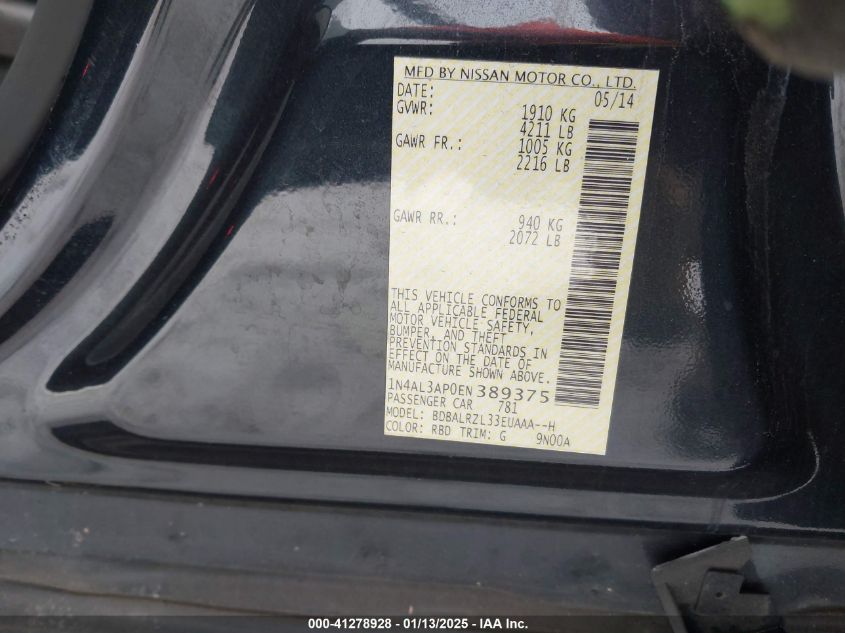 MFD BY NISSAN MOTOR CO., LTD.
DATE: 05/14
GVWR: 1910 KG
4211 LB
GAWR FR.: 1005 KG
2216 LB
GAWR RR.: 940 KG
2072 LB
THIS VEHICLE CONFORMS TO
ALL APPLICABLE FEDERAL
MOTOR VEHICLE SAFETY,
BUMPER, AND THEFT
PREVENTION STANDARDS IN
EFFECT ON THE DATE OF
MANUFACTURE SHOWN ABOVE.
1N4AL3AP0EN 389375
PASSENGER CAR 781
MODEL: BDBALRZL33EUAAA--H
COLOR: RBD TRIM: G 9N00A
000-41278928 - 01/13/2025 - IAA Inc.